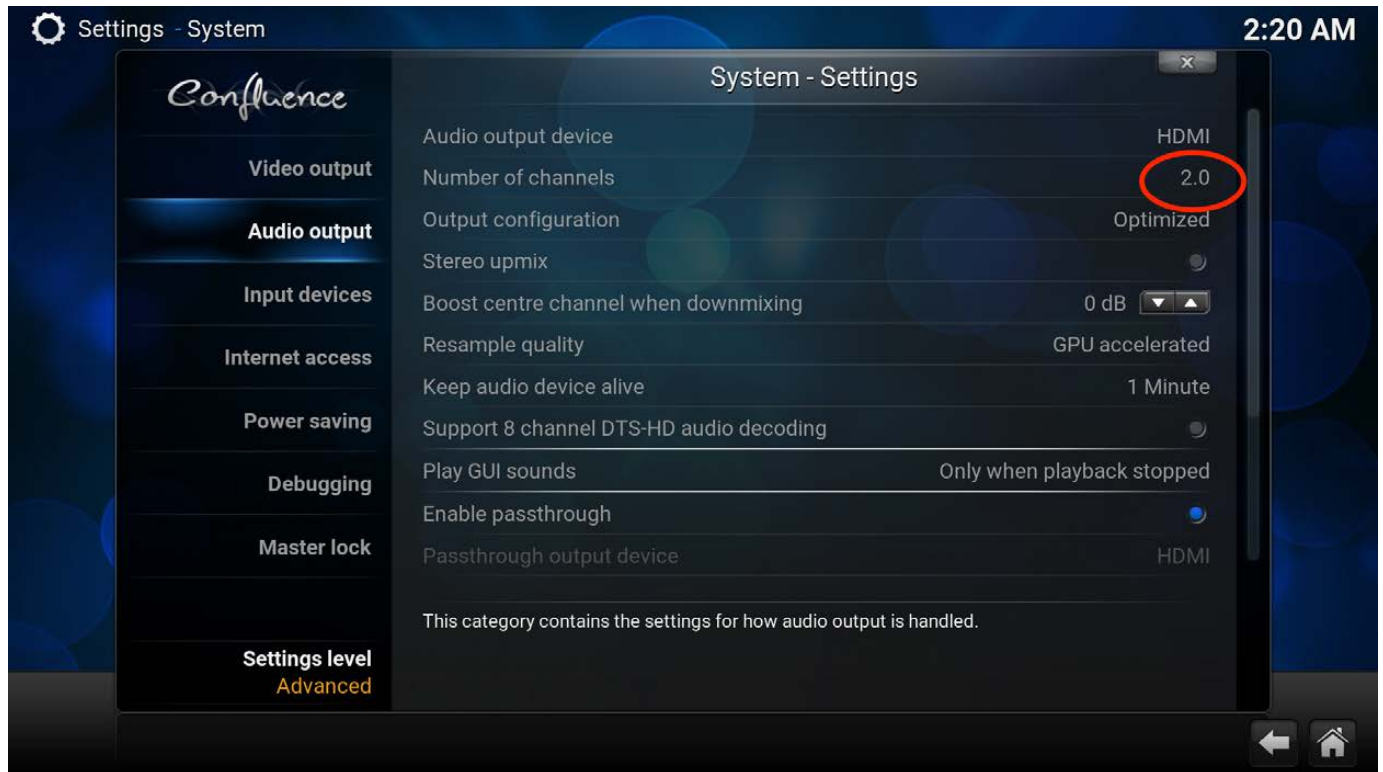 Settings - System
2:20 AM
Confluence
System - Settings
Video output
Audio output
Input devices
Internet access
Power saving
Debugging
Master lock
Settings level
Advanced
Audio output device HDMI
Number of channels 2.0
Output configuration Optimized
Stereo upmix
Boost centre channel when downmixing 0 dB
Resample quality GPU accelerated
Keep audio device alive 1 Minute
Support 8 channel DTS-HD audio decoding
Play GUI sounds Only when playback stopped
Enable passthrough
Passthrough output device HDMI
This category contains the settings for how audio output is handled.